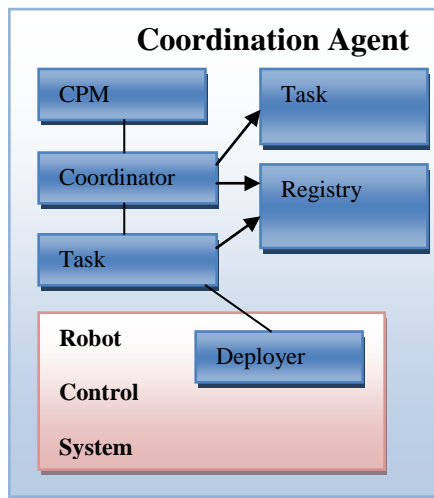 Coordination Agent
CPM
Task
Coordinator
Registry
Task
Robot
Control
System
Deployer